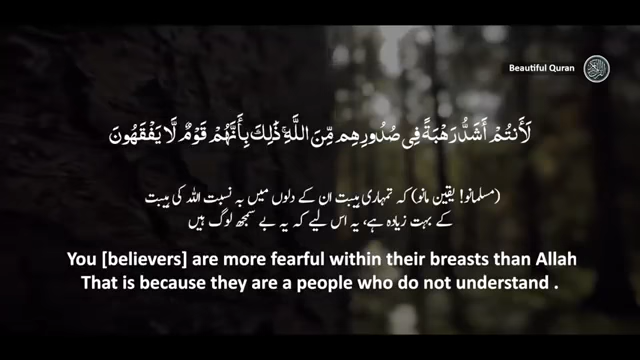 Beautiful Quran
لَأَنتُمْ أَشَدُّ رَهْبَةً فِي صُدُورِهِم مِّنَ اللَّهِ ۚ ذَٰلِكَ بِأَنَّهُمْ قَوْمٌ لَّا يَفْقَهُونَ
(مسلمانو! یقین مانو) کہ تمہاری ہیبت ان کے دلوں میں بہ نسبت اللہ کی ہیبت
کے بہت زیادہ ہے، یہ اس لیے کہ یہ بے سمجھ لوگ ہیں
You [believers] are more fearful within their breasts than Allah
That is because they are a people who do not understand .